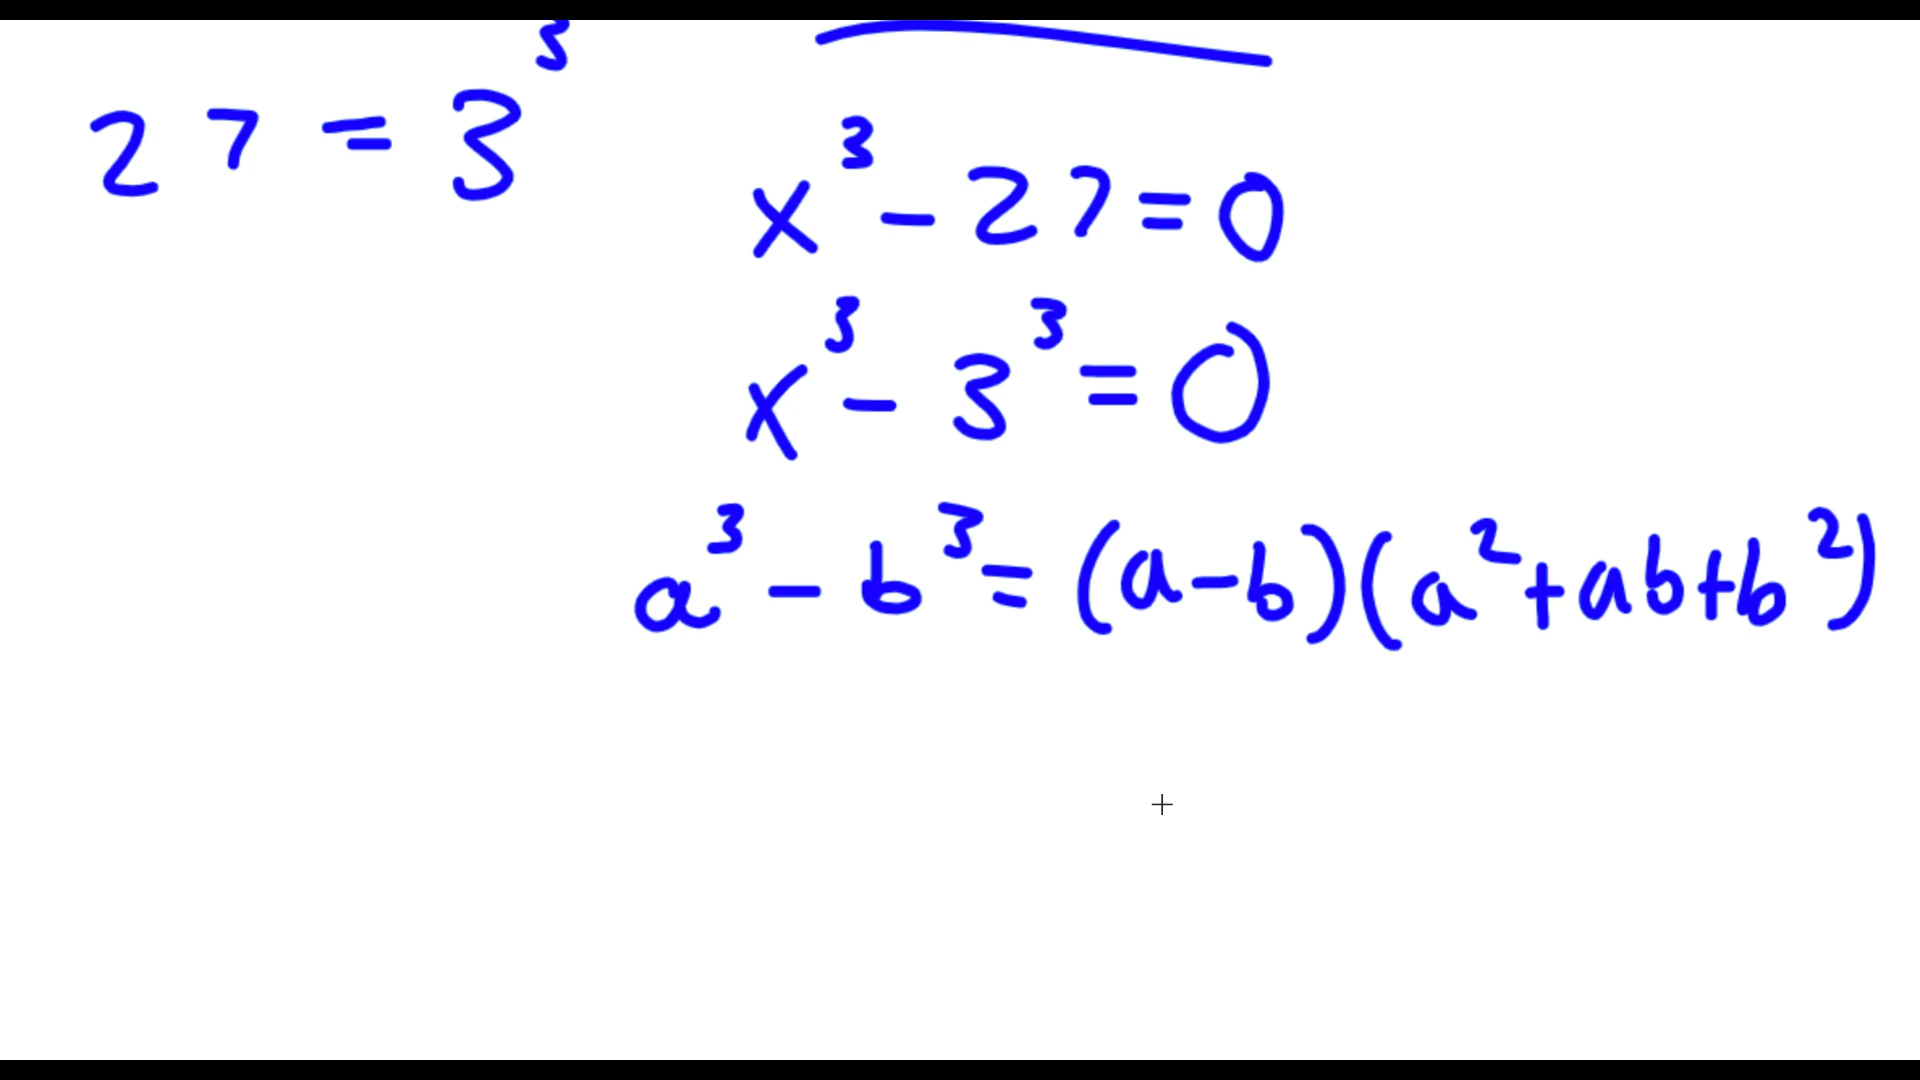 27 = 3³
x³ - 27 = 0
x³ - 3³ = 0
a³ - b³ = (a-b)(a²+ab+b²)